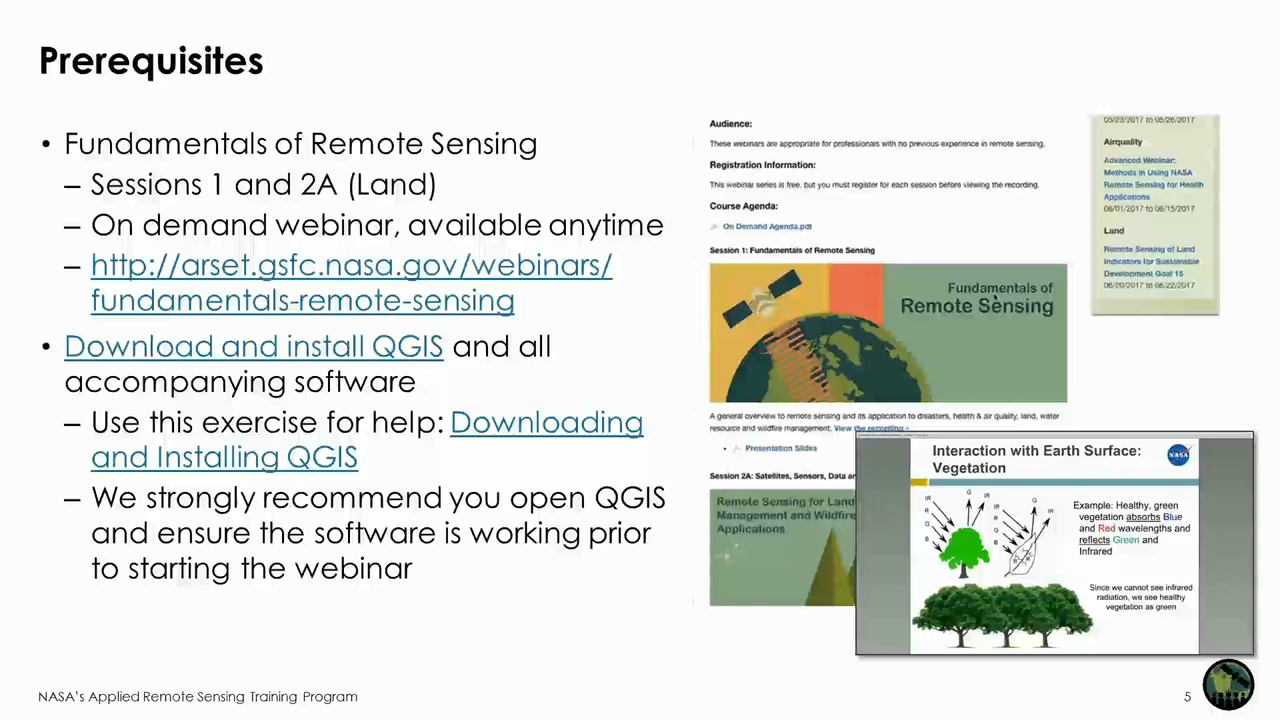 Prerequisites
• Fundamentals of Remote Sensing
– Sessions 1 and 2A (Land)
– On demand webinar, available anytime
– http://arset.gsfc.nasa.gov/webinars/
fundamentals-remote-sensing
• Download and install QGIS and all
accompanying software
– Use this exercise for help: Downloading
and Installing QGIS
– We strongly recommend you open QGIS
and ensure the software is working prior
to starting the webinar
Audience:
These webinars are appropriate for professionals with no previous experience in remote sensing.
Registration Information:
This webinar series is free, but you must register for each session before viewing the recording.
Course Agenda:
On Demand Agenda.pdf
Session 1: Fundamentals of Remote Sensing
Fundamentals of
Remote Sensing
A general overview to remote sensing and its application to disasters, health & air quality, land, water
resource and wildfire management. View the recording »
• Presentation Slides
Session 2A: Satellites, Sensors, Data an
Remote Sensing for Land
Management and Wildfire
Applications
05/23/2017 to 05/26/2017
Airquality
Advanced Webinar:
Methods in Using NASA
Remote Sensing for Health
Applications
06/01/2017 to 06/15/2017
Land
Remote Sensing of Land
Indicators for Sustainable
Development Goal 15
06/20/2017 to 06/22/2017
Interaction with Earth Surface:
Vegetation
NASA
G
IR
IR
R
G
B
G
IR
IR
R
G
B
Example: Healthy, green
vegetation absorbs Blue
and Red wavelengths and
reflects Green and
Infrared
Since we cannot see infrared
radiation, we see healthy
vegetation as green
NASA's Applied Remote Sensing Training Program
5